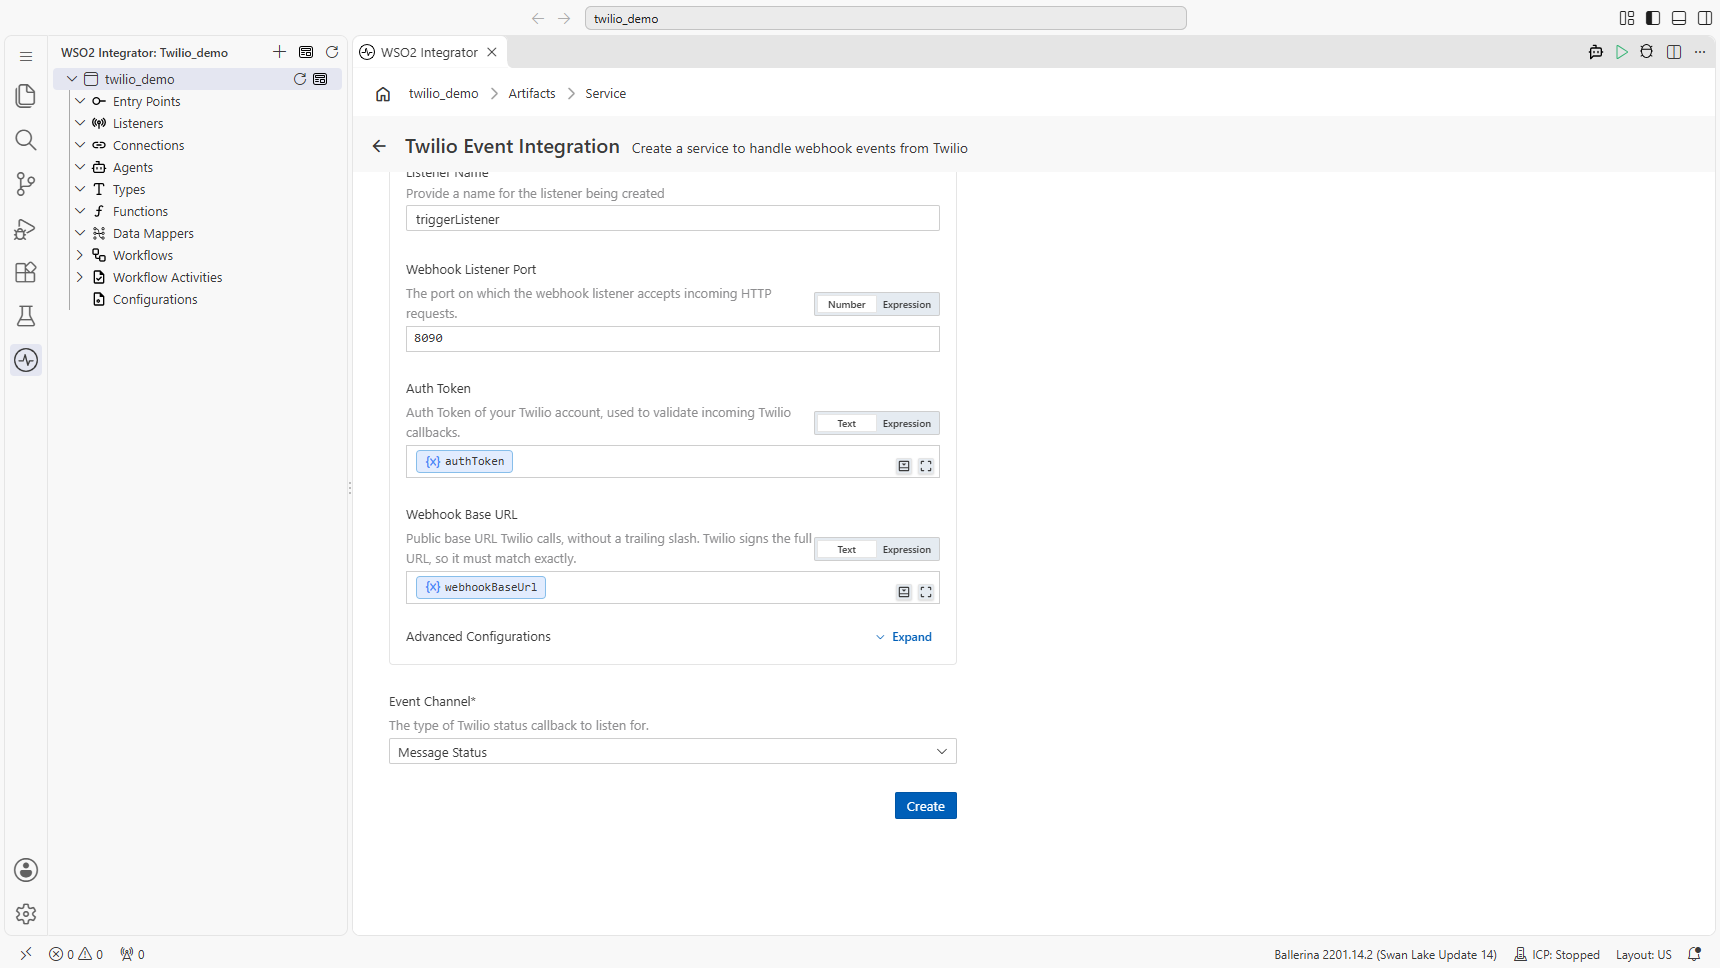 twilio_demo
WSO2 Integrator: Twilio_demo
WSO2 Integrator
twilio_demo
Entry Points
Listeners
Connections
Agents
Types
Functions
Data Mappers
Workflows
Workflow Activities
Configurations
twilio_demo Artifacts Service
Twilio Event Integration Create a service to handle webhook events from Twilio
Listener Name
Provide a name for the listener being created
triggerListener
Webhook Listener Port
The port on which the webhook listener accepts incoming HTTP
requests.
Number Expression
8090
Auth Token
Auth Token of your Twilio account, used to validate incoming Twilio
callbacks.
Text Expression
{x} authToken
Webhook Base URL
Public base URL Twilio calls, without a trailing slash. Twilio signs the full
URL, so it must match exactly.
Text Expression
{x} webhookBaseUrl
Advanced Configurations Expand
Event Channel*
The type of Twilio status callback to listen for.
Message Status
Create
0 0 0
Ballerina 2201.14.2 (Swan Lake Update 14) ICP: Stopped Layout: US